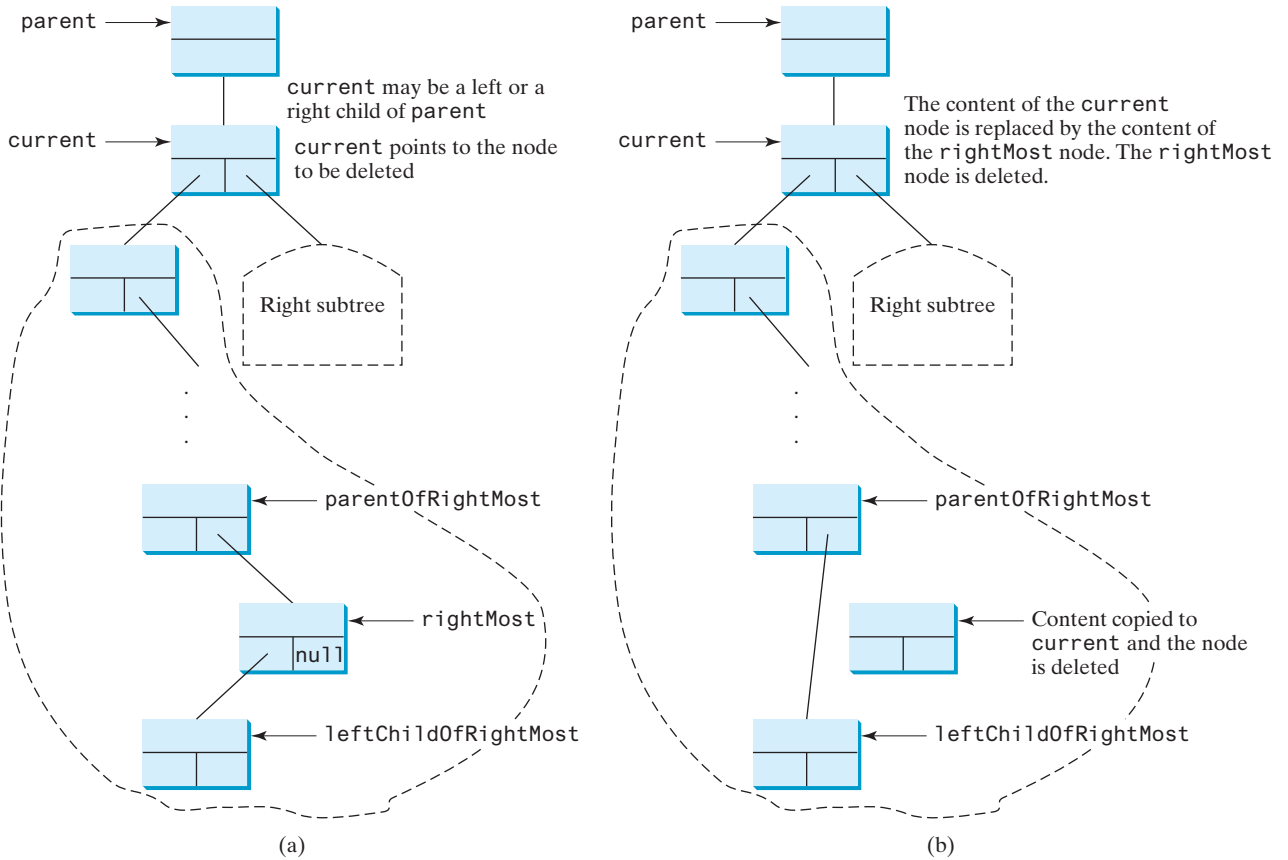 parent
current may be a left or a
right child of parent
current
current points to the node
to be deleted
Right subtree
.
.
.
parentOfRightMost
rightMost
null
leftChildOfRightMost
(a)
parent
The content of the current
node is replaced by the content of
the rightMost node. The rightMost
node is deleted.
current
Right subtree
.
.
.
parentOfRightMost
Content copied to
current and the node
is deleted
leftChildOfRightMost
(b)